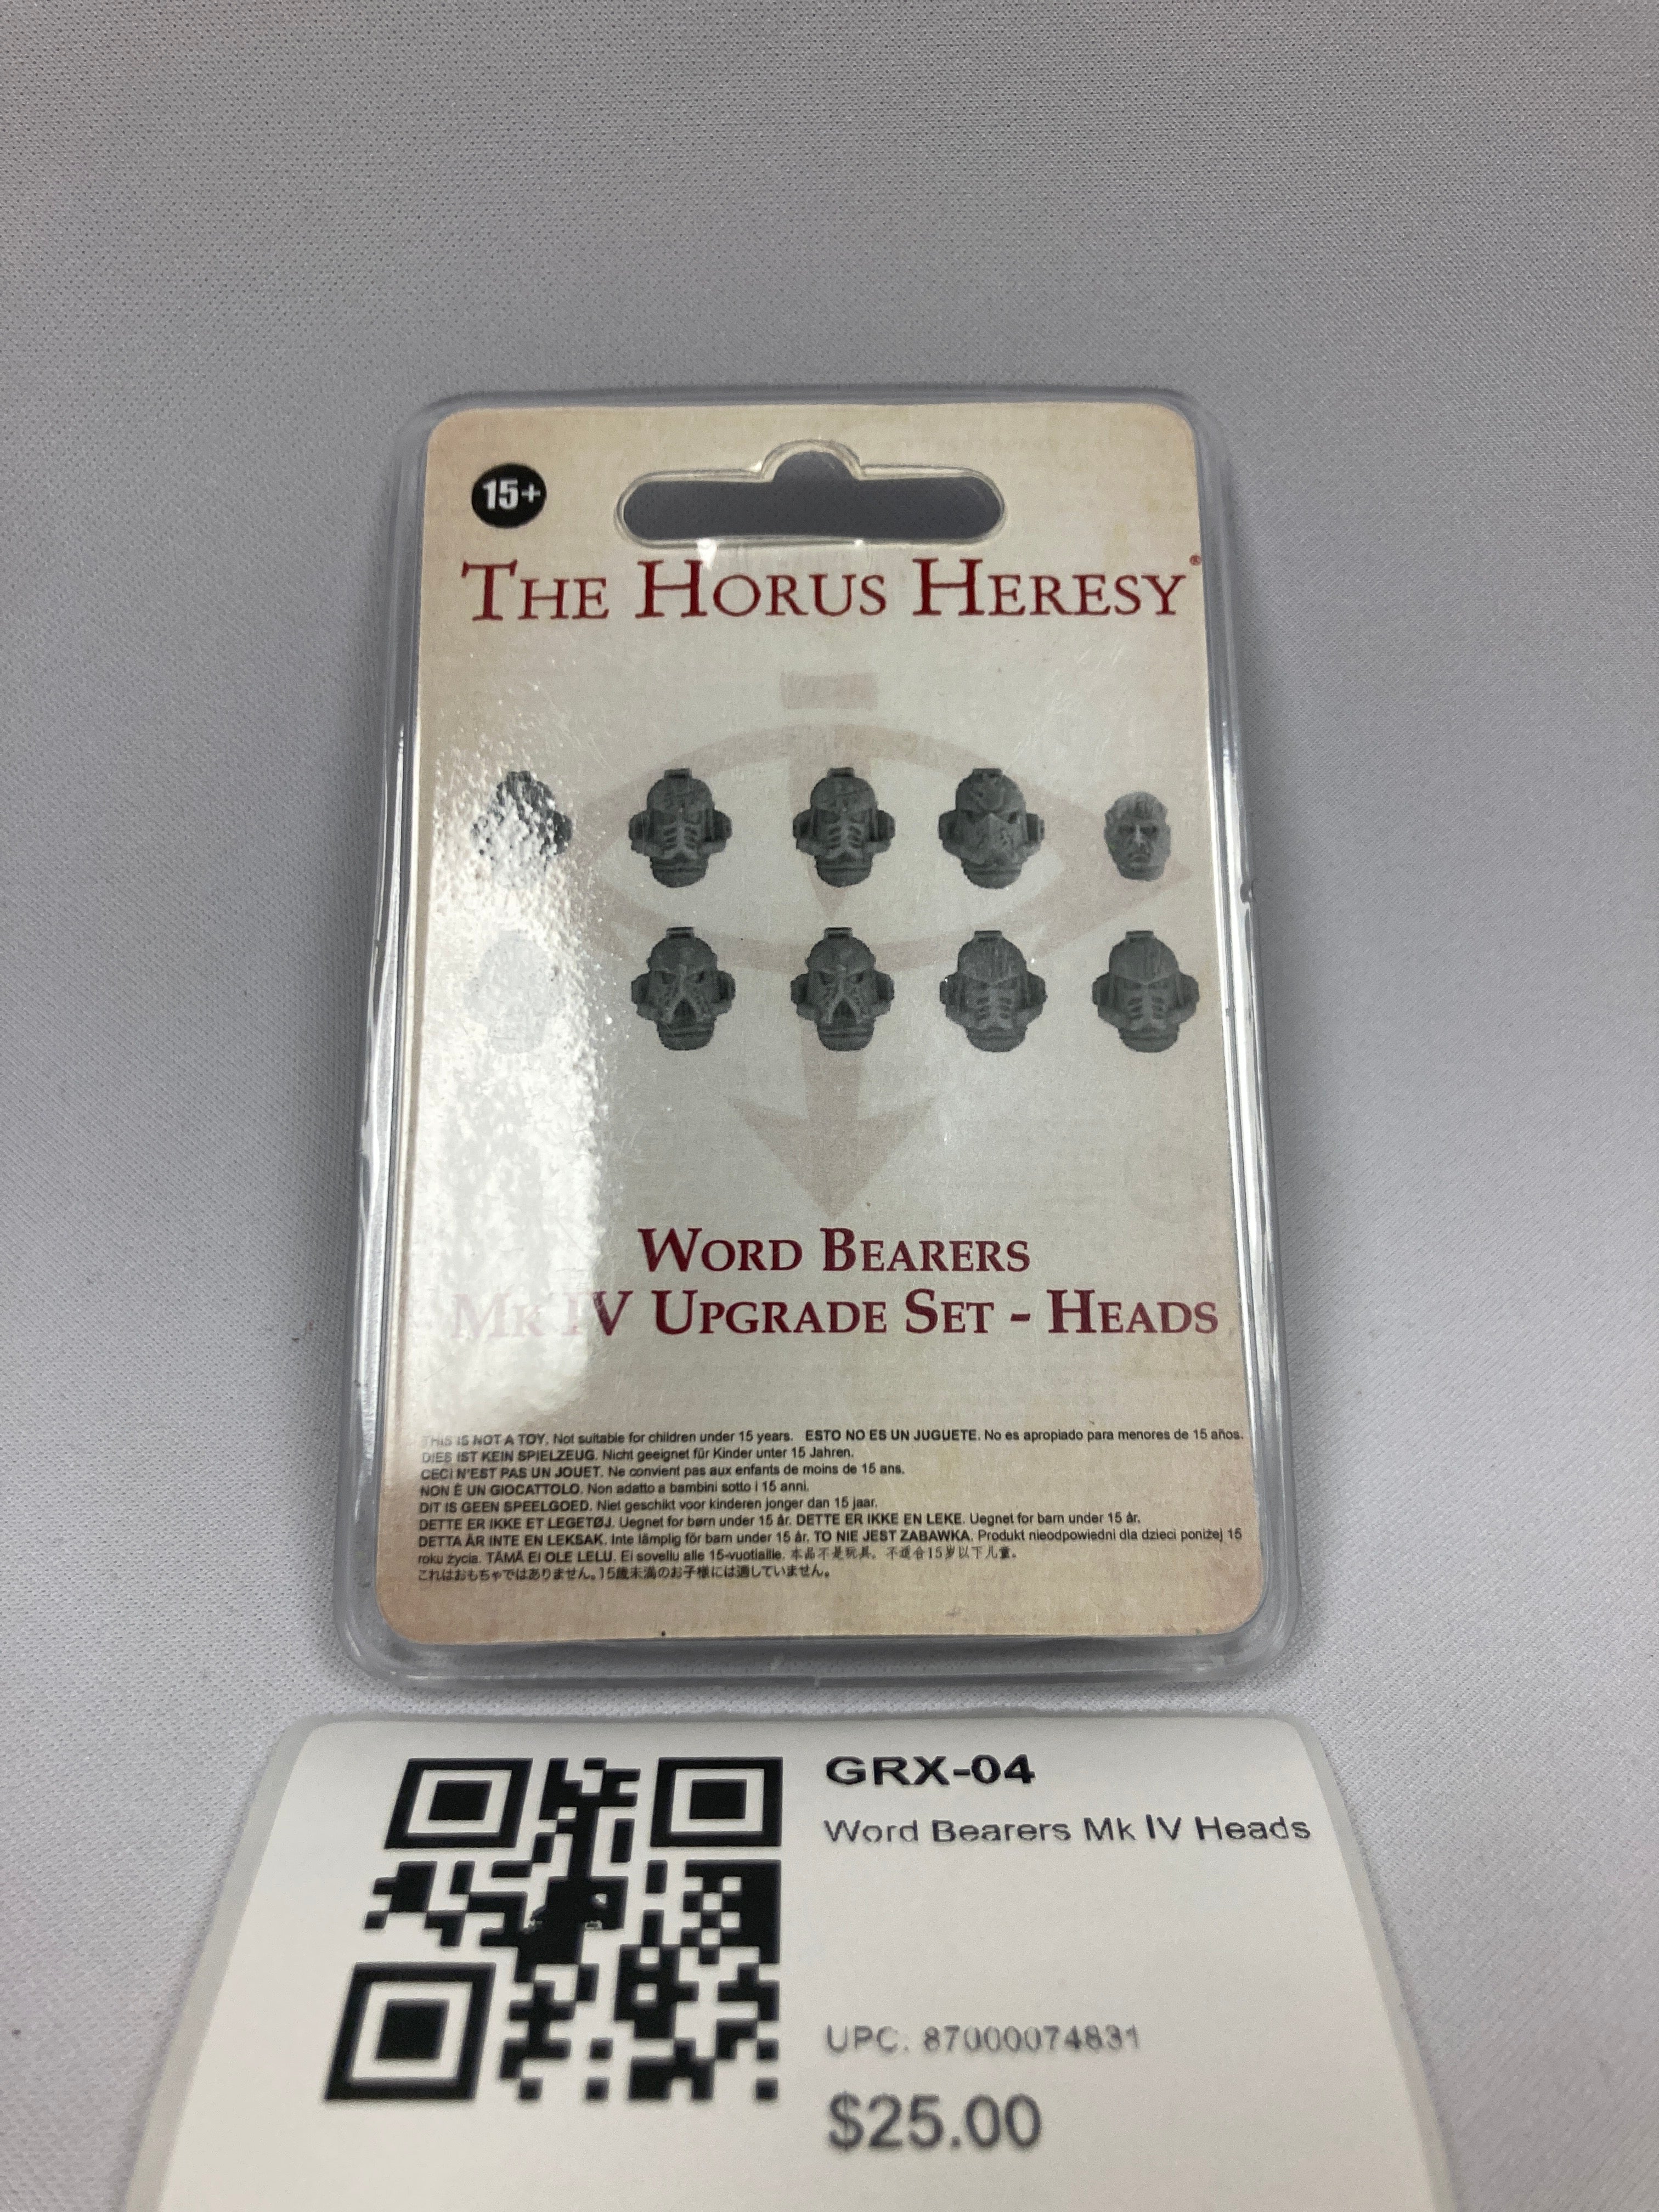 15+
THE HORUS HERESY®
WORD BEARERS
MK IV UPGRADE SET - HEADS
THIS IS NOT A TOY. Not suitable for children under 15 years. ESTO NO ES UN JUGUETE. No es apropiado para menores de 15 años.
DIES IST KEIN SPIELZEUG. Nicht geeignet für Kinder unter 15 Jahren.
CECI N'EST PAS UN JOUET. Ne convient pas aux enfants de moins de 15 ans.
NON È UN GIOCATTOLO. Non adatto a bambini sotto i 15 anni.
DIT IS GEEN SPEELGOED. Niet geschikt voor kinderen jonger dan 15 jaar.
DETTE ER IKKE ET LEGETØJ. Uegnet for børn under 15 år. DETTE ER IKKE EN LEKE. Uegnet for barn under 15 år.
DETTA ÄR INTE EN LEKSAK. Inte lämplig för barn under 15 år. TO NIE JEST ZABAWKA. Produkt nieodpowiedni dla dzieci poniżej 15
roku życia. TÄMÄ EI OLE LELU. Ei sovellu alle 15-vuotiaille. 本品不是玩具。不适合15岁以下儿童。
これはおもちゃではありません。15歳未満のお子様には適していません。
GRX-04
Word Bearers Mk IV Heads
UPC. 87000074831
$25.00